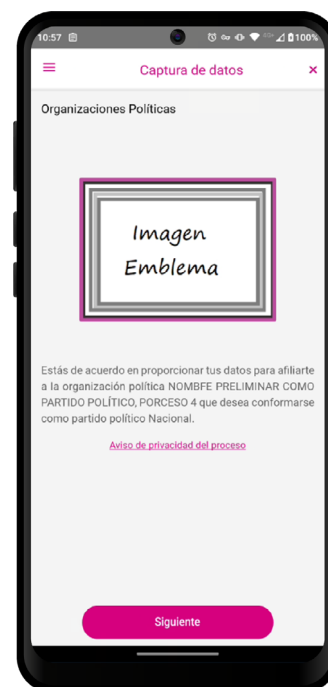 10:57 100%
Captura de datos ×
Organizaciones Políticas
Imagen
Emblema
Estás de acuerdo en proporcionar tus datos para afiliarte
a la organización política NOMBFE PRELIMINAR COMO
PARTIDO POLÍTICO, PORCESO 4 que desea conformarse
como partido político Nacional.
Aviso de privacidad del proceso
Siguiente